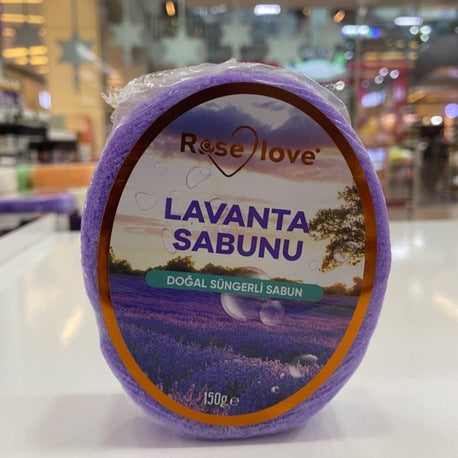 Rose love®
LAVANTA
SABUNU
DOĞAL SÜNGERLİ SABUN
150g℮